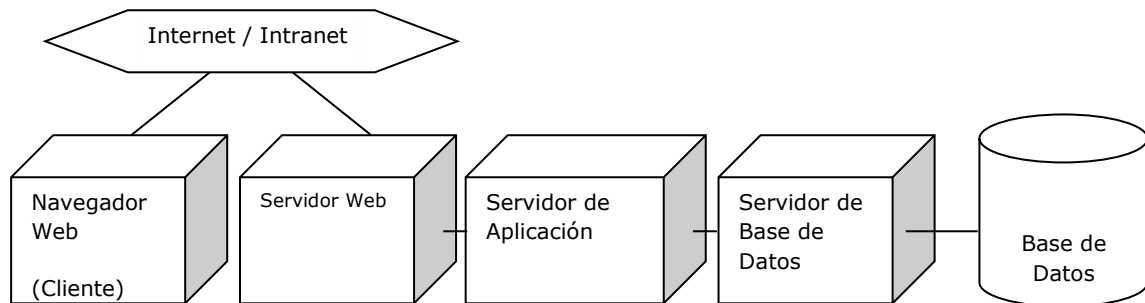 Internet / Intranet
Navegador
Web
(Cliente)
Servidor Web
Servidor de
Aplicación
Servidor de
Base de
Datos
Base de
Datos